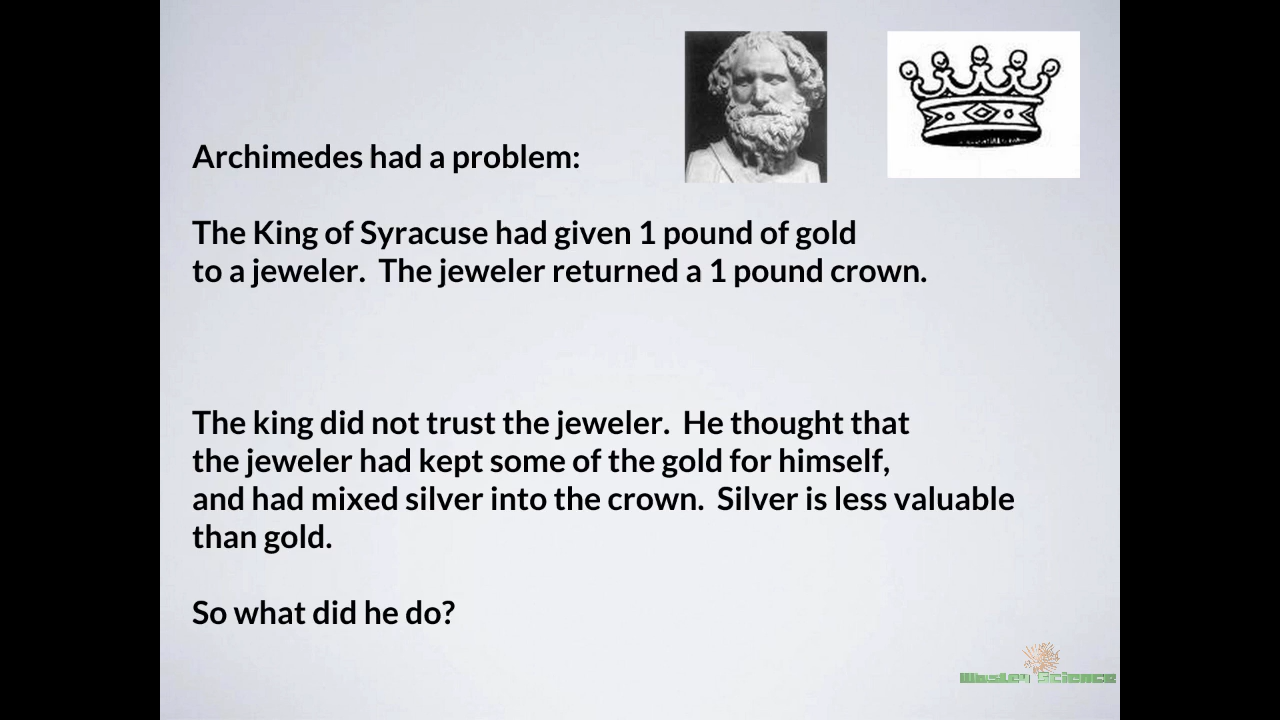 Archimedes had a problem:
The King of Syracuse had given 1 pound of gold
to a jeweler.  The jeweler returned a 1 pound crown.
The king did not trust the jeweler.  He thought that
the jeweler had kept some of the gold for himself,
and had mixed silver into the crown.  Silver is less valuable
than gold.
So what did he do?
Science